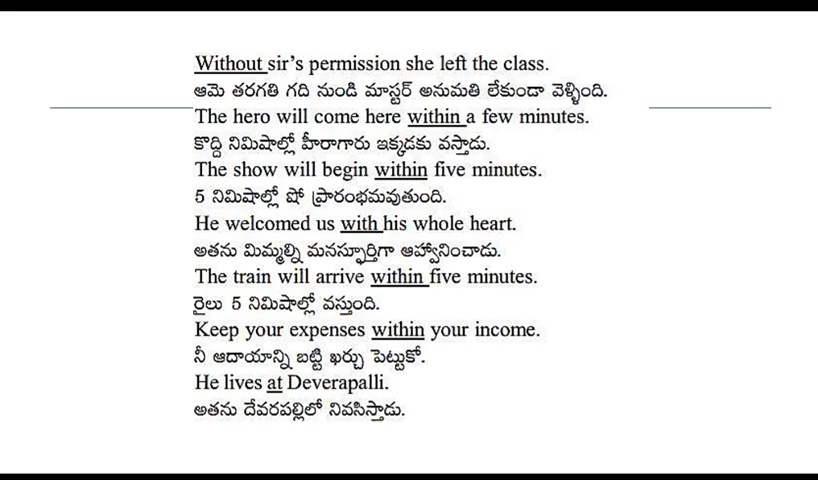 Without sir's permission she left the class.
ఆమె తరగతి గది నుండి మాస్టర్ అనుమతి లేకుండా వెళ్ళింది.
The hero will come here within a few minutes.
కొద్ది నిమిషాల్లో హీరాగారు ఇక్కడకు వస్తాడు.
The show will begin within five minutes.
5 నిమిషాల్లో షో ప్రారంభమవుతుంది.
He welcomed us with his whole heart.
అతను మిమ్మల్ని మనస్ఫూర్తిగా ఆహ్వానించాడు.
The train will arrive within five minutes.
రైలు 5 నిమిషాల్లో వస్తుంది.
Keep your expenses within your income.
నీ ఆదాయాన్ని బట్టి ఖర్చు పెట్టుకో.
He lives at Deverapalli.
అతను దేవరపల్లిలో నివసిస్తాడు.